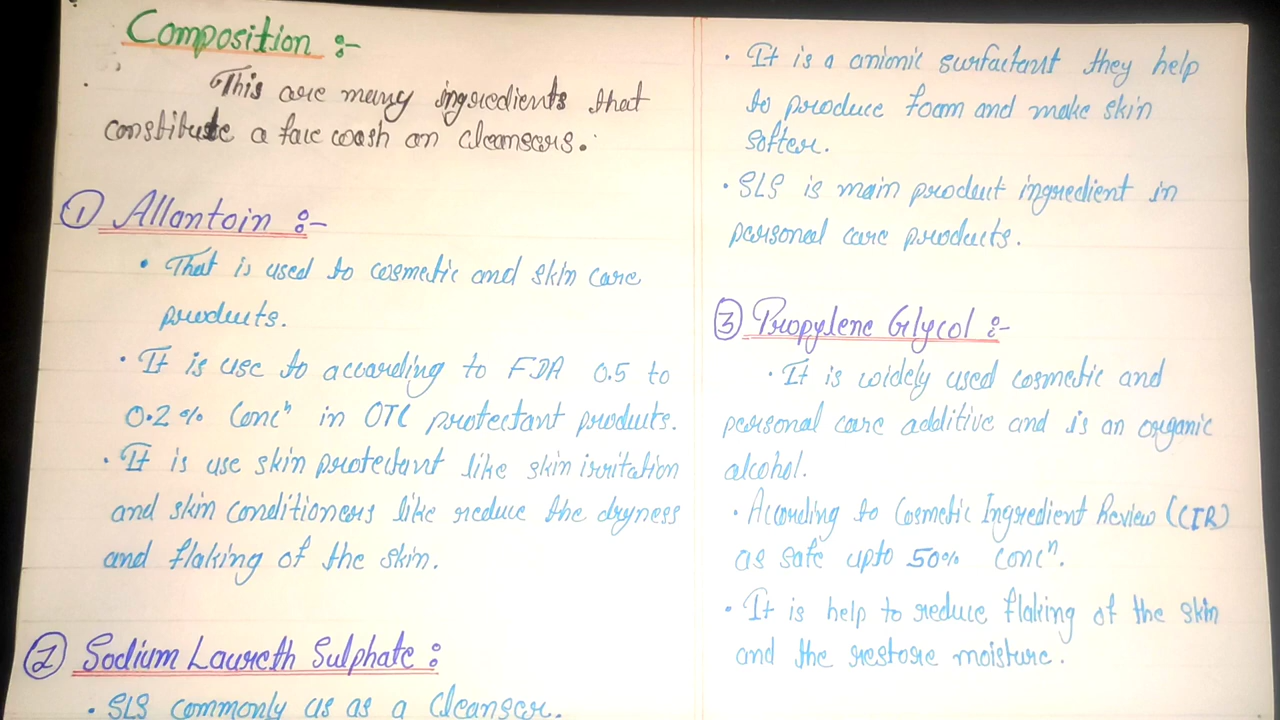 Composition :-
This are many ingredients that
constitute a face wash on cleansers.
① Allantoin :-
• That is used to cosmetic and skin care
products.
• It is use to according to FDA 0.5 to
0.2% Concⁿ in OTC protectant products.
• It is use skin protectant like skin irritation
and skin conditioners like reduce the dryness
and flaking of the skin.
② Sodium Laureth Sulphate :
• SLS commonly us as a cleanser.
• It is a anionic surfactant they help
to produce foam and make skin
softer.
• SLS is main product ingredient in
personal care products.
③ Propylene Glycol :-
• It is widely used cosmetic and
personal care additive and is an organic
alcohol.
• According to Cosmetic Ingredient Review (CIR)
as safe upto 50% Concⁿ.
• It is help to reduce flaking of the skin
and the restore moisture.